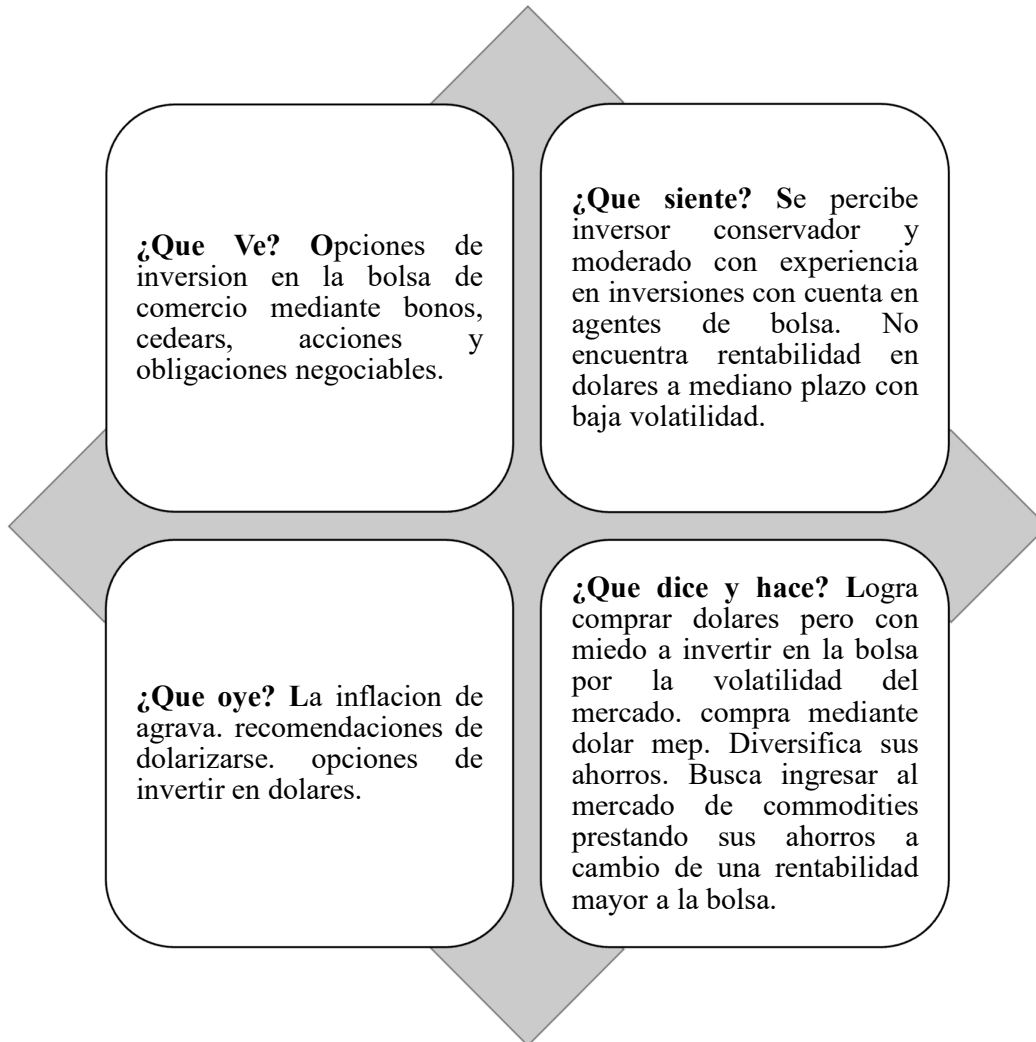 ¿Que Ve? Opciones de
inversion en la bolsa de
comercio mediante bonos,
cedears, acciones y
obligaciones negociables.
¿Que siente? Se percibe
inversor conservador y
moderado con experiencia
en inversiones con cuenta en
agentes de bolsa. No
encuentra rentabilidad en
dolares a mediano plazo con
baja volatilidad.
¿Que oye? La inflacion de
agrava. recomendaciones de
dolarizarse. opciones de
invertir en dolares.
¿Que dice y hace? Logra
comprar dolares pero con
miedo a invertir en la bolsa
por la volatilidad del
mercado. compra mediante
dolar mep. Diversifica sus
ahorros. Busca ingresar al
mercado de commodities
prestando sus ahorros a
cambio de una rentabilidad
mayor a la bolsa.